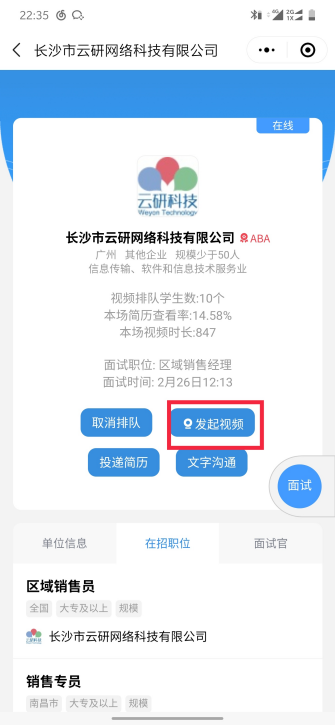 22:35
4G 2G 1X
长沙市云研网络科技有限公司
在线
云研科技
Weyon Technology
长沙市云研网络科技有限公司 ABA
广州 其他企业 规模少于50人
信息传输、软件和信息技术服务业
视频排队学生数:10个
本场简历查看率:14.58%
本场视频时长:847
面试职位: 区域销售经理
面试时间: 2月26日12:13
取消排队 发起视频
投递简历 文字沟通
面试
单位信息 在招职位 面试官
区域销售员
全国 大专及以上 规模
云研科技 长沙市云研网络科技有限公司
销售专员
南昌市 大专及以上 规模